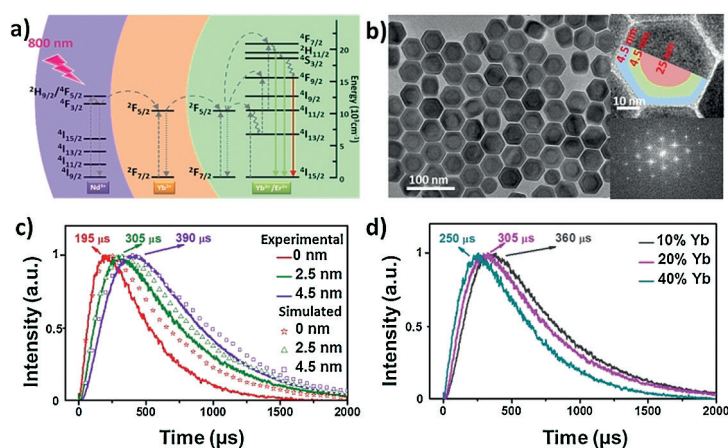 a)
800 nm
²H₉/₂/⁴F₅/₂
⁴F₃/₂
⁴I₁₅/₂
⁴I₁₃/₂
⁴I₁₁/₂
⁴I₉/₂
Nd³⁺
²F₅/₂
²F₇/₂
Yb³⁺
²F₅/₂
²F₇/₂
Yb³⁺/Er³⁺
⁴F₇/₂
²H₁₁/₂
⁴S₃/₂
⁴F₉/₂
⁴I₉/₂
⁴I₁₁/₂
⁴I₁₃/₂
⁴I₁₅/₂
20
15
10
5
0
Energy (10³cm⁻¹)
b)
100 nm
4.5 nm
4.5 nm
25 nm
10 nm
c)
195 µs
305 µs
390 µs
Experimental
0 nm
2.5 nm
4.5 nm
Simulated
0 nm
2.5 nm
4.5 nm
Intensity (a.u.)
1
0.5
0
0 500 1000 1500 2000
Time (µs)
d)
250 µs
305 µs
360 µs
10% Yb
20% Yb
40% Yb
Intensity (a.u.)
1
0.5
0
0 500 1000 1500 2000
Time (µs)